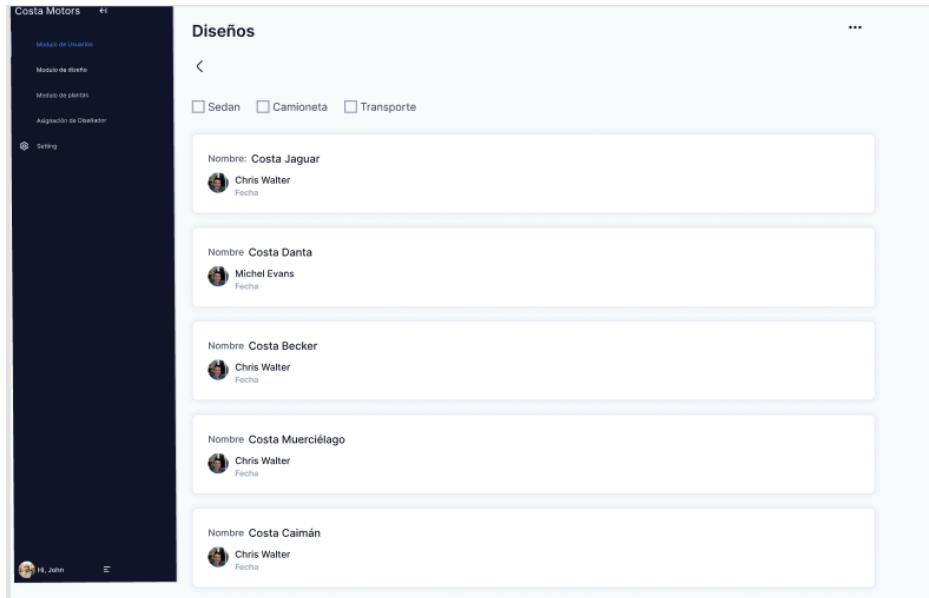 Costa Motors
Modulo de Usuarios
Modulo de diseño
Modulo de plantas
Asignación de Diseñador
Setting
Hi, John
Diseños
Sedan Camioneta Transporte
Nombre: Costa Jaguar
Chris Walter
Fecha
Nombre Costa Danta
Michel Evans
Fecha
Nombre Costa Becker
Chris Walter
Fecha
Nombre Costa Muerciélago
Chris Walter
Fecha
Nombre Costa Caimán
Chris Walter
Fecha